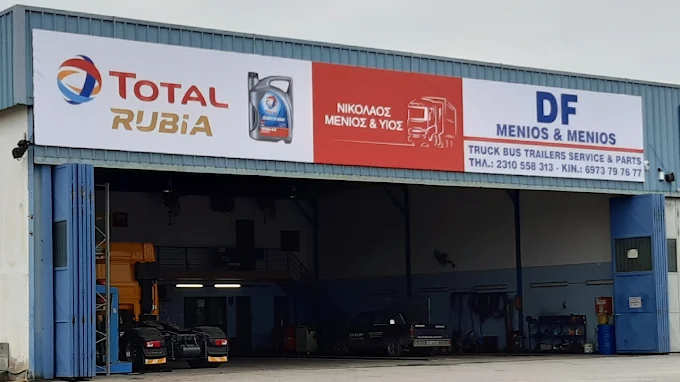 TOTAL
RUBiA
TOTAL
ΝΙΚΟΛΑΟΣ
ΜΕΝΙΟΣ & ΥΙΟΣ
DF
MENIOS & MENIOS
TRUCK BUS TRAILERS SERVICE & PARTS
ΤΗΛ.: 2310 558 313 - ΚΙΝ.: 6973 79 76 77